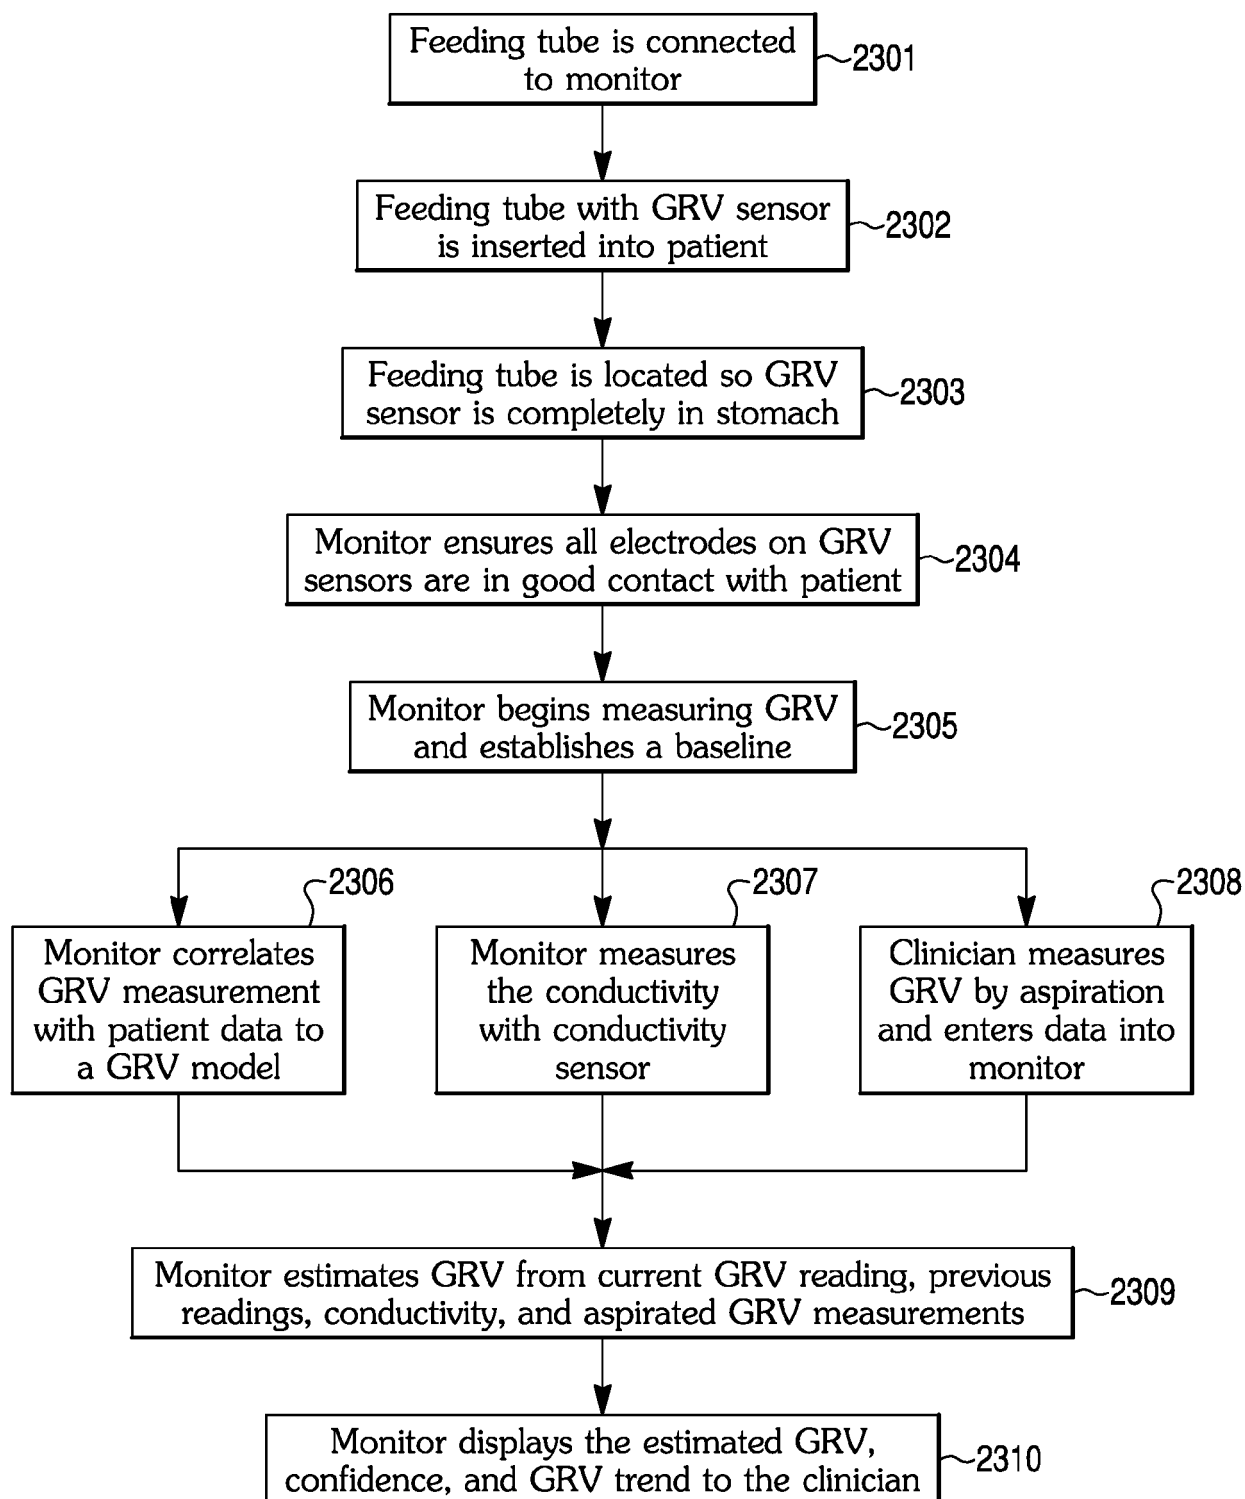 Feeding tube is connected
to monitor
2301
Feeding tube with GRV sensor
is inserted into patient
2302
Feeding tube is located so GRV
sensor is completely in stomach
2303
Monitor ensures all electrodes on GRV
sensors are in good contact with patient
2304
Monitor begins measuring GRV
and establishes a baseline
2305
2306
Monitor correlates
GRV measurement
with patient data to
a GRV model
2307
Monitor measures
the conductivity
with conductivity
sensor
2308
Clinician measures
GRV by aspiration
and enters data into
monitor
Monitor estimates GRV from current GRV reading, previous
readings, conductivity, and aspirated GRV measurements
2309
Monitor displays the estimated GRV,
confidence, and GRV trend to the clinician
2310